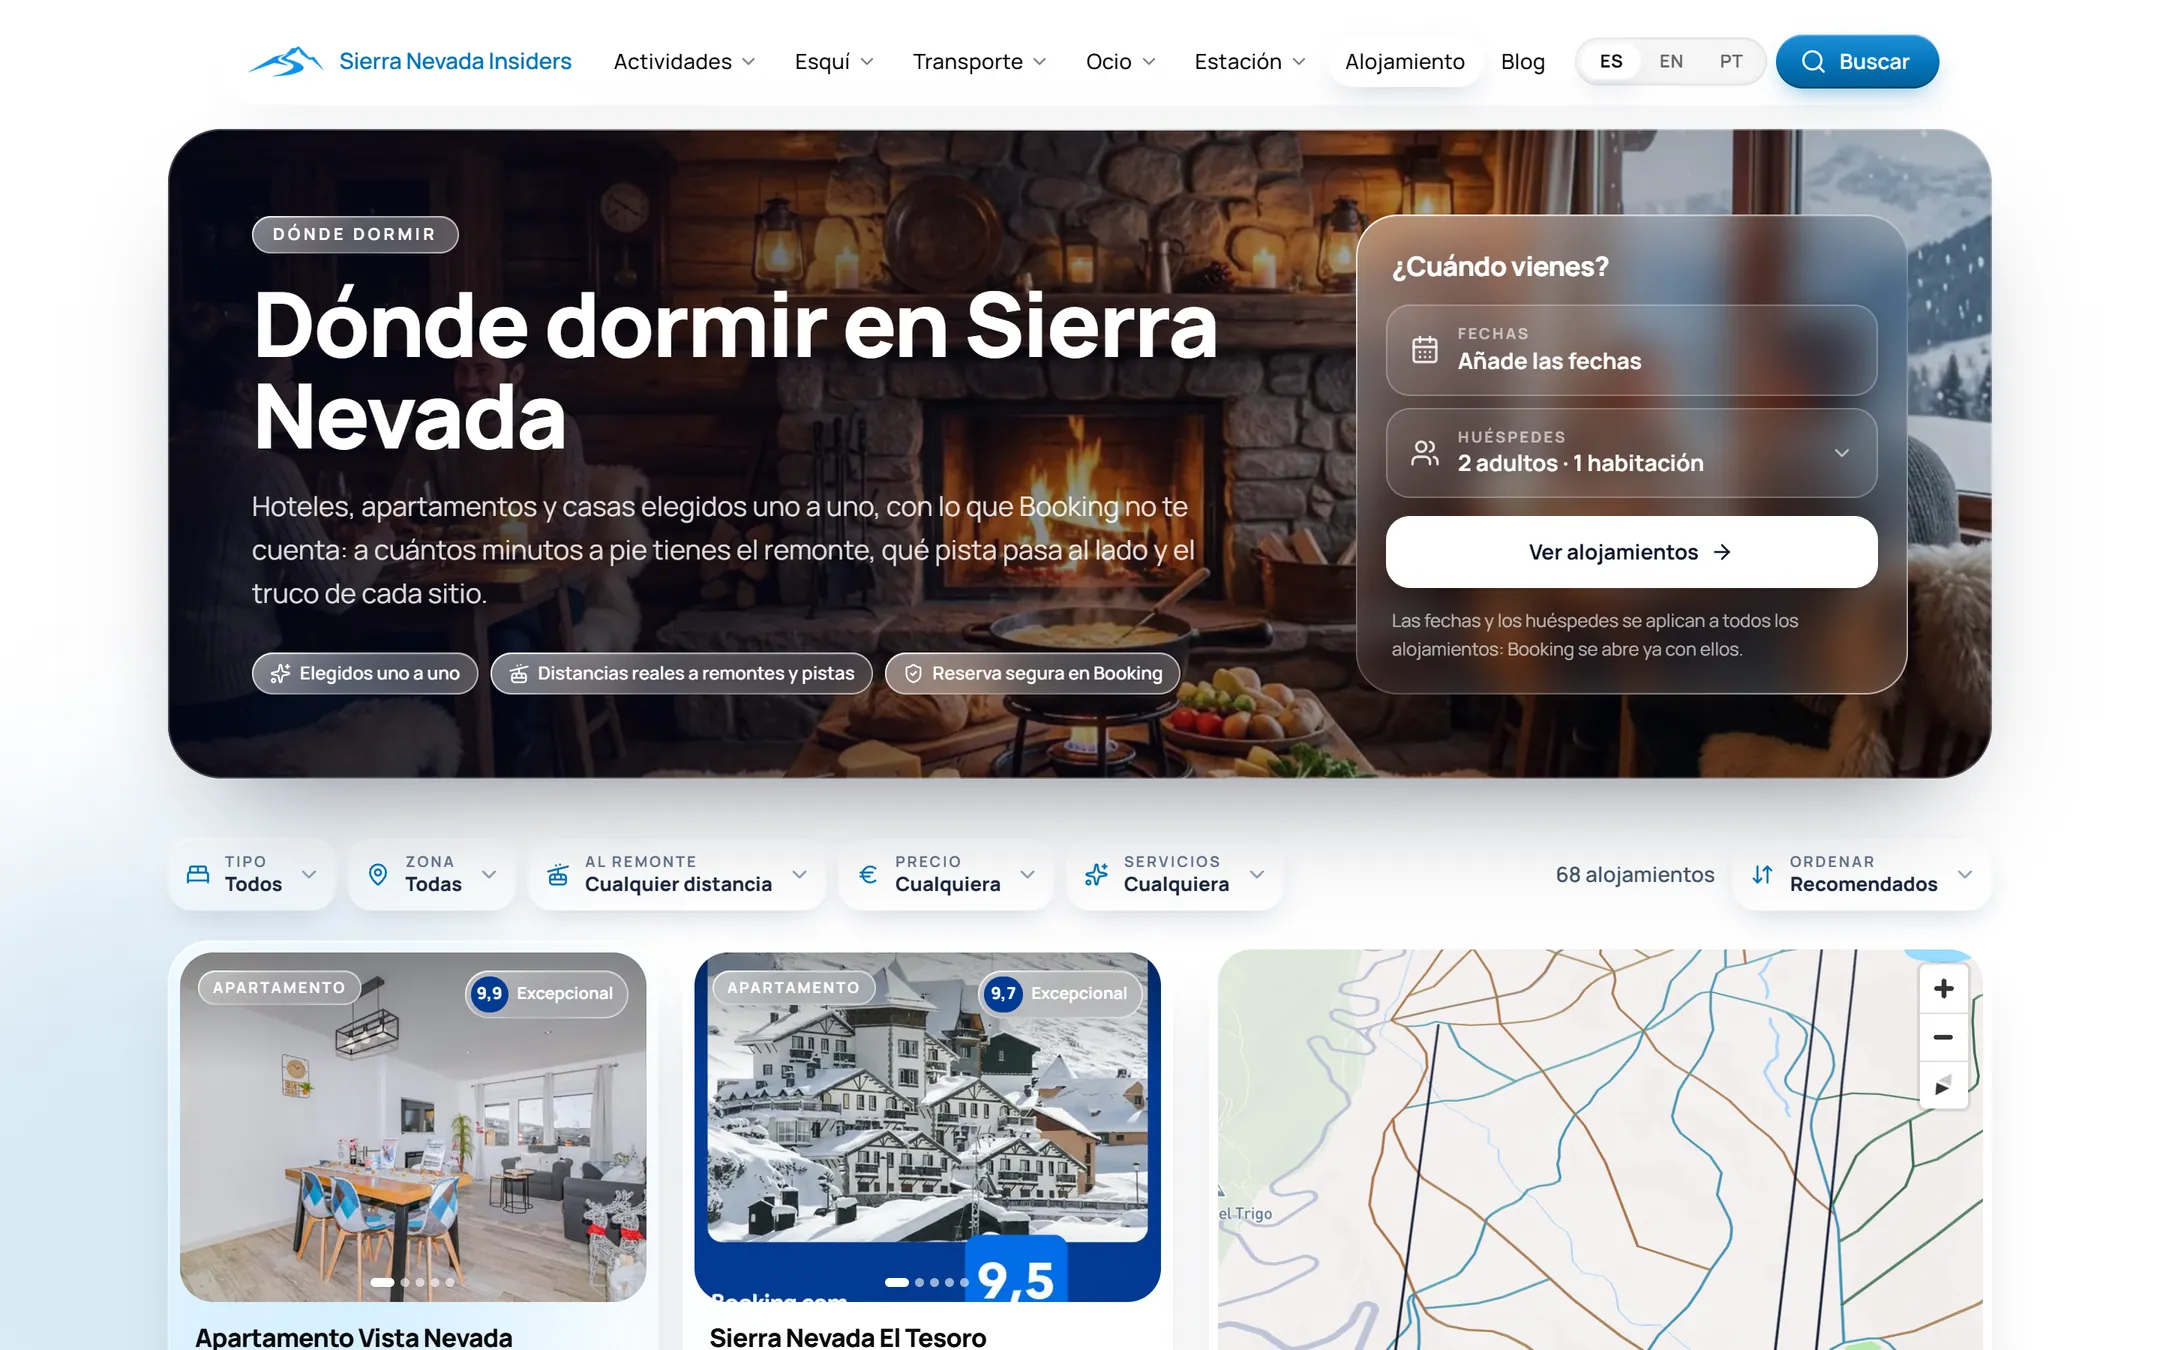 Sierra Nevada Insiders
Actividades
Esquí
Transporte
Ocio
Estación
Alojamiento
Blog
ES
EN
PT
Buscar
DÓNDE DORMIR
Dónde dormir en Sierra
Nevada
Hoteles, apartamentos y casas elegidos uno a uno, con lo que Booking no te
cuenta: a cuántos minutos a pie tienes el remonte, qué pista pasa al lado y el
truco de cada sitio.
Elegidos uno a uno
Distancias reales a remontes y pistas
Reserva segura en Booking
¿Cuándo vienes?
FECHAS
Añade las fechas
HUÉSPEDES
2 adultos · 1 habitación
Ver alojamientos →
Las fechas y los huéspedes se aplican a todos los
alojamientos: Booking se abre ya con ellos.
TIPO
Todos
ZONA
Todas
AL REMONTE
Cualquier distancia
PRECIO
Cualquiera
SERVICIOS
Cualquiera
68 alojamientos
ORDENAR
Recomendados
APARTAMENTO
9,9 Excepcional
Apartamento Vista Nevada
APARTAMENTO
9,7 Excepcional
Booking.com
9,5
Sierra Nevada El Tesoro
el Trigo